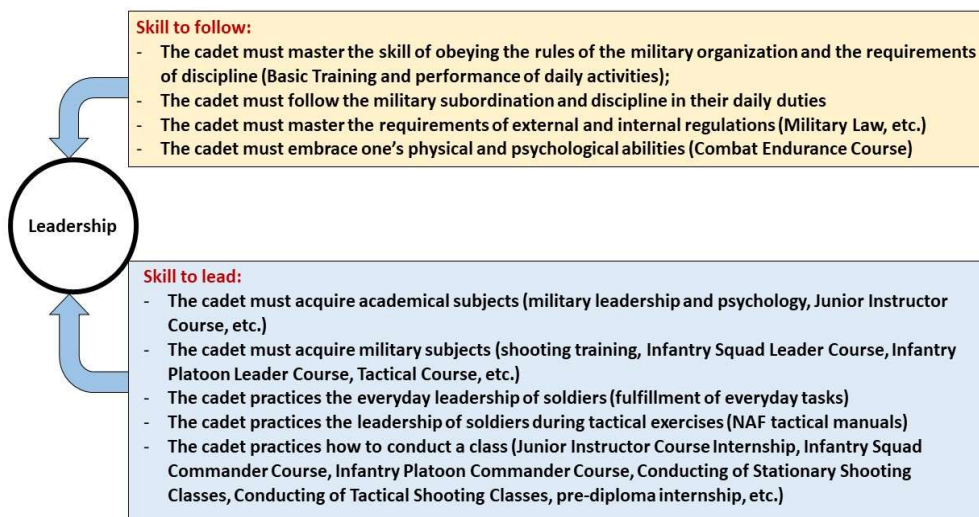 Skill to follow:
- The cadet must master the skill of obeying the rules of the military organization and the requirements
of discipline (Basic Training and performance of daily activities);
- The cadet must follow the military subordination and discipline in their daily duties
- The cadet must master the requirements of external and internal regulations (Military Law, etc.)
- The cadet must embrace one's physical and psychological abilities (Combat Endurance Course)
Leadership
Skill to lead:
- The cadet must acquire academical subjects (military leadership and psychology, Junior Instructor
Course, etc.)
- The cadet must acquire military subjects (shooting training, Infantry Squad Leader Course, Infantry
Platoon Leader Course, Tactical Course, etc.)
- The cadet practices the everyday leadership of soldiers (fulfillment of everyday tasks)
- The cadet practices the leadership of soldiers during tactical exercises (NAF tactical manuals)
- The cadet practices how to conduct a class (Junior Instructor Course Internship, Infantry Squad
Commander Course, Infantry Platoon Commander Course, Conducting of Stationary Shooting
Classes, Conducting of Tactical Shooting Classes, pre-diploma internship, etc.)